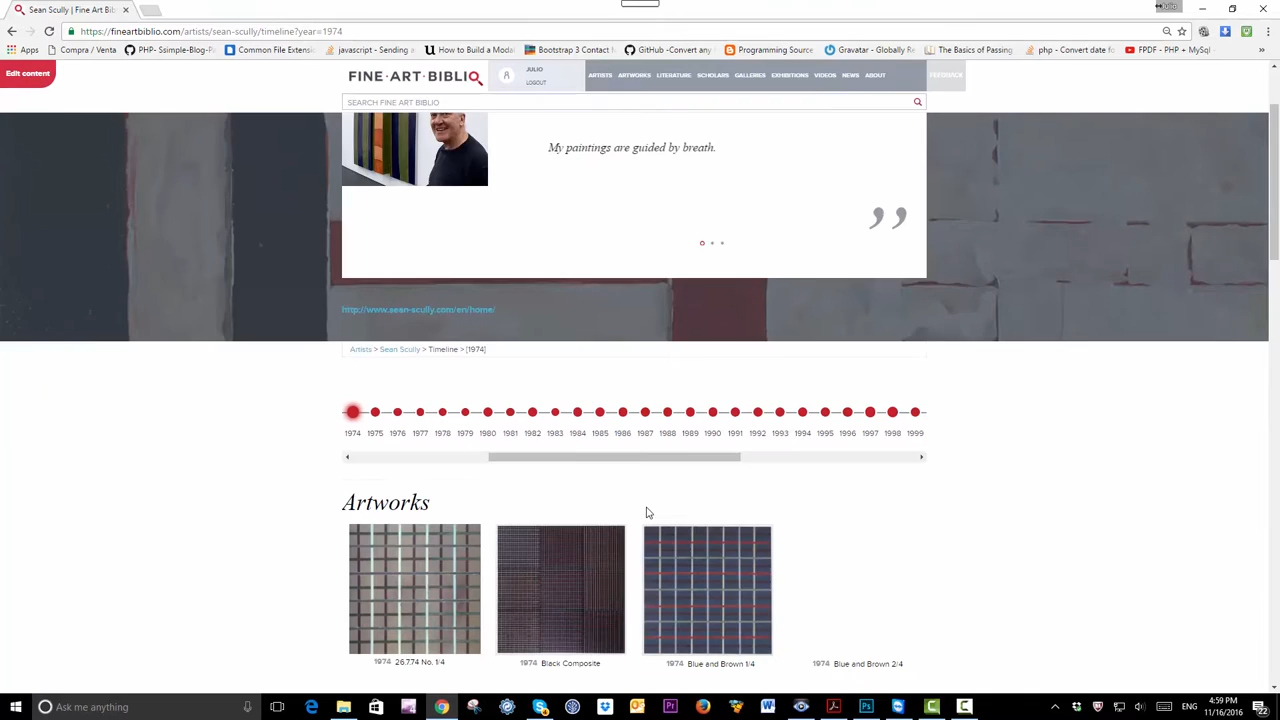 Sean Scully | Fine Art Bib
https://fineartbiblio.com/artists/sean-scully/timeline?year=1974
Apps Compra / Venta PHP- Ssimple-Blog-P Common File Extensi javascript - Sending a How to Build a Modal Bootstrap 3 Contact f GitHub -Convert any f Programming Source Gravatar - Globally Re The Basics of Passing php - Convert date fo FPDF - PHP + MySql
Edit content
FINE·ART·BIBLIO
JULIO
LOGOUT
ARTISTS ARTWORKS LITERATURE SCHOLARS GALLERIES EXHIBITIONS VIDEOS NEWS ABOUT FEEDBACK
SEARCH FINE ART BIBLIO
My paintings are guided by breath.
”
http://www.sean-scully.com/en/home/
Artists > Sean Scully > Timeline > [1974]
1974 1975 1976 1977 1978 1979 1980 1981 1982 1983 1984 1985 1986 1987 1988 1989 1990 1991 1992 1993 1994 1995 1996 1997 1998 1999
Artworks
1974 26.7.74 No. 1/4
1974 Black Composite
1974 Blue and Brown 1/4
1974 Blue and Brown 2/4
Ask me anything
4:59 PM
11/16/2016
22